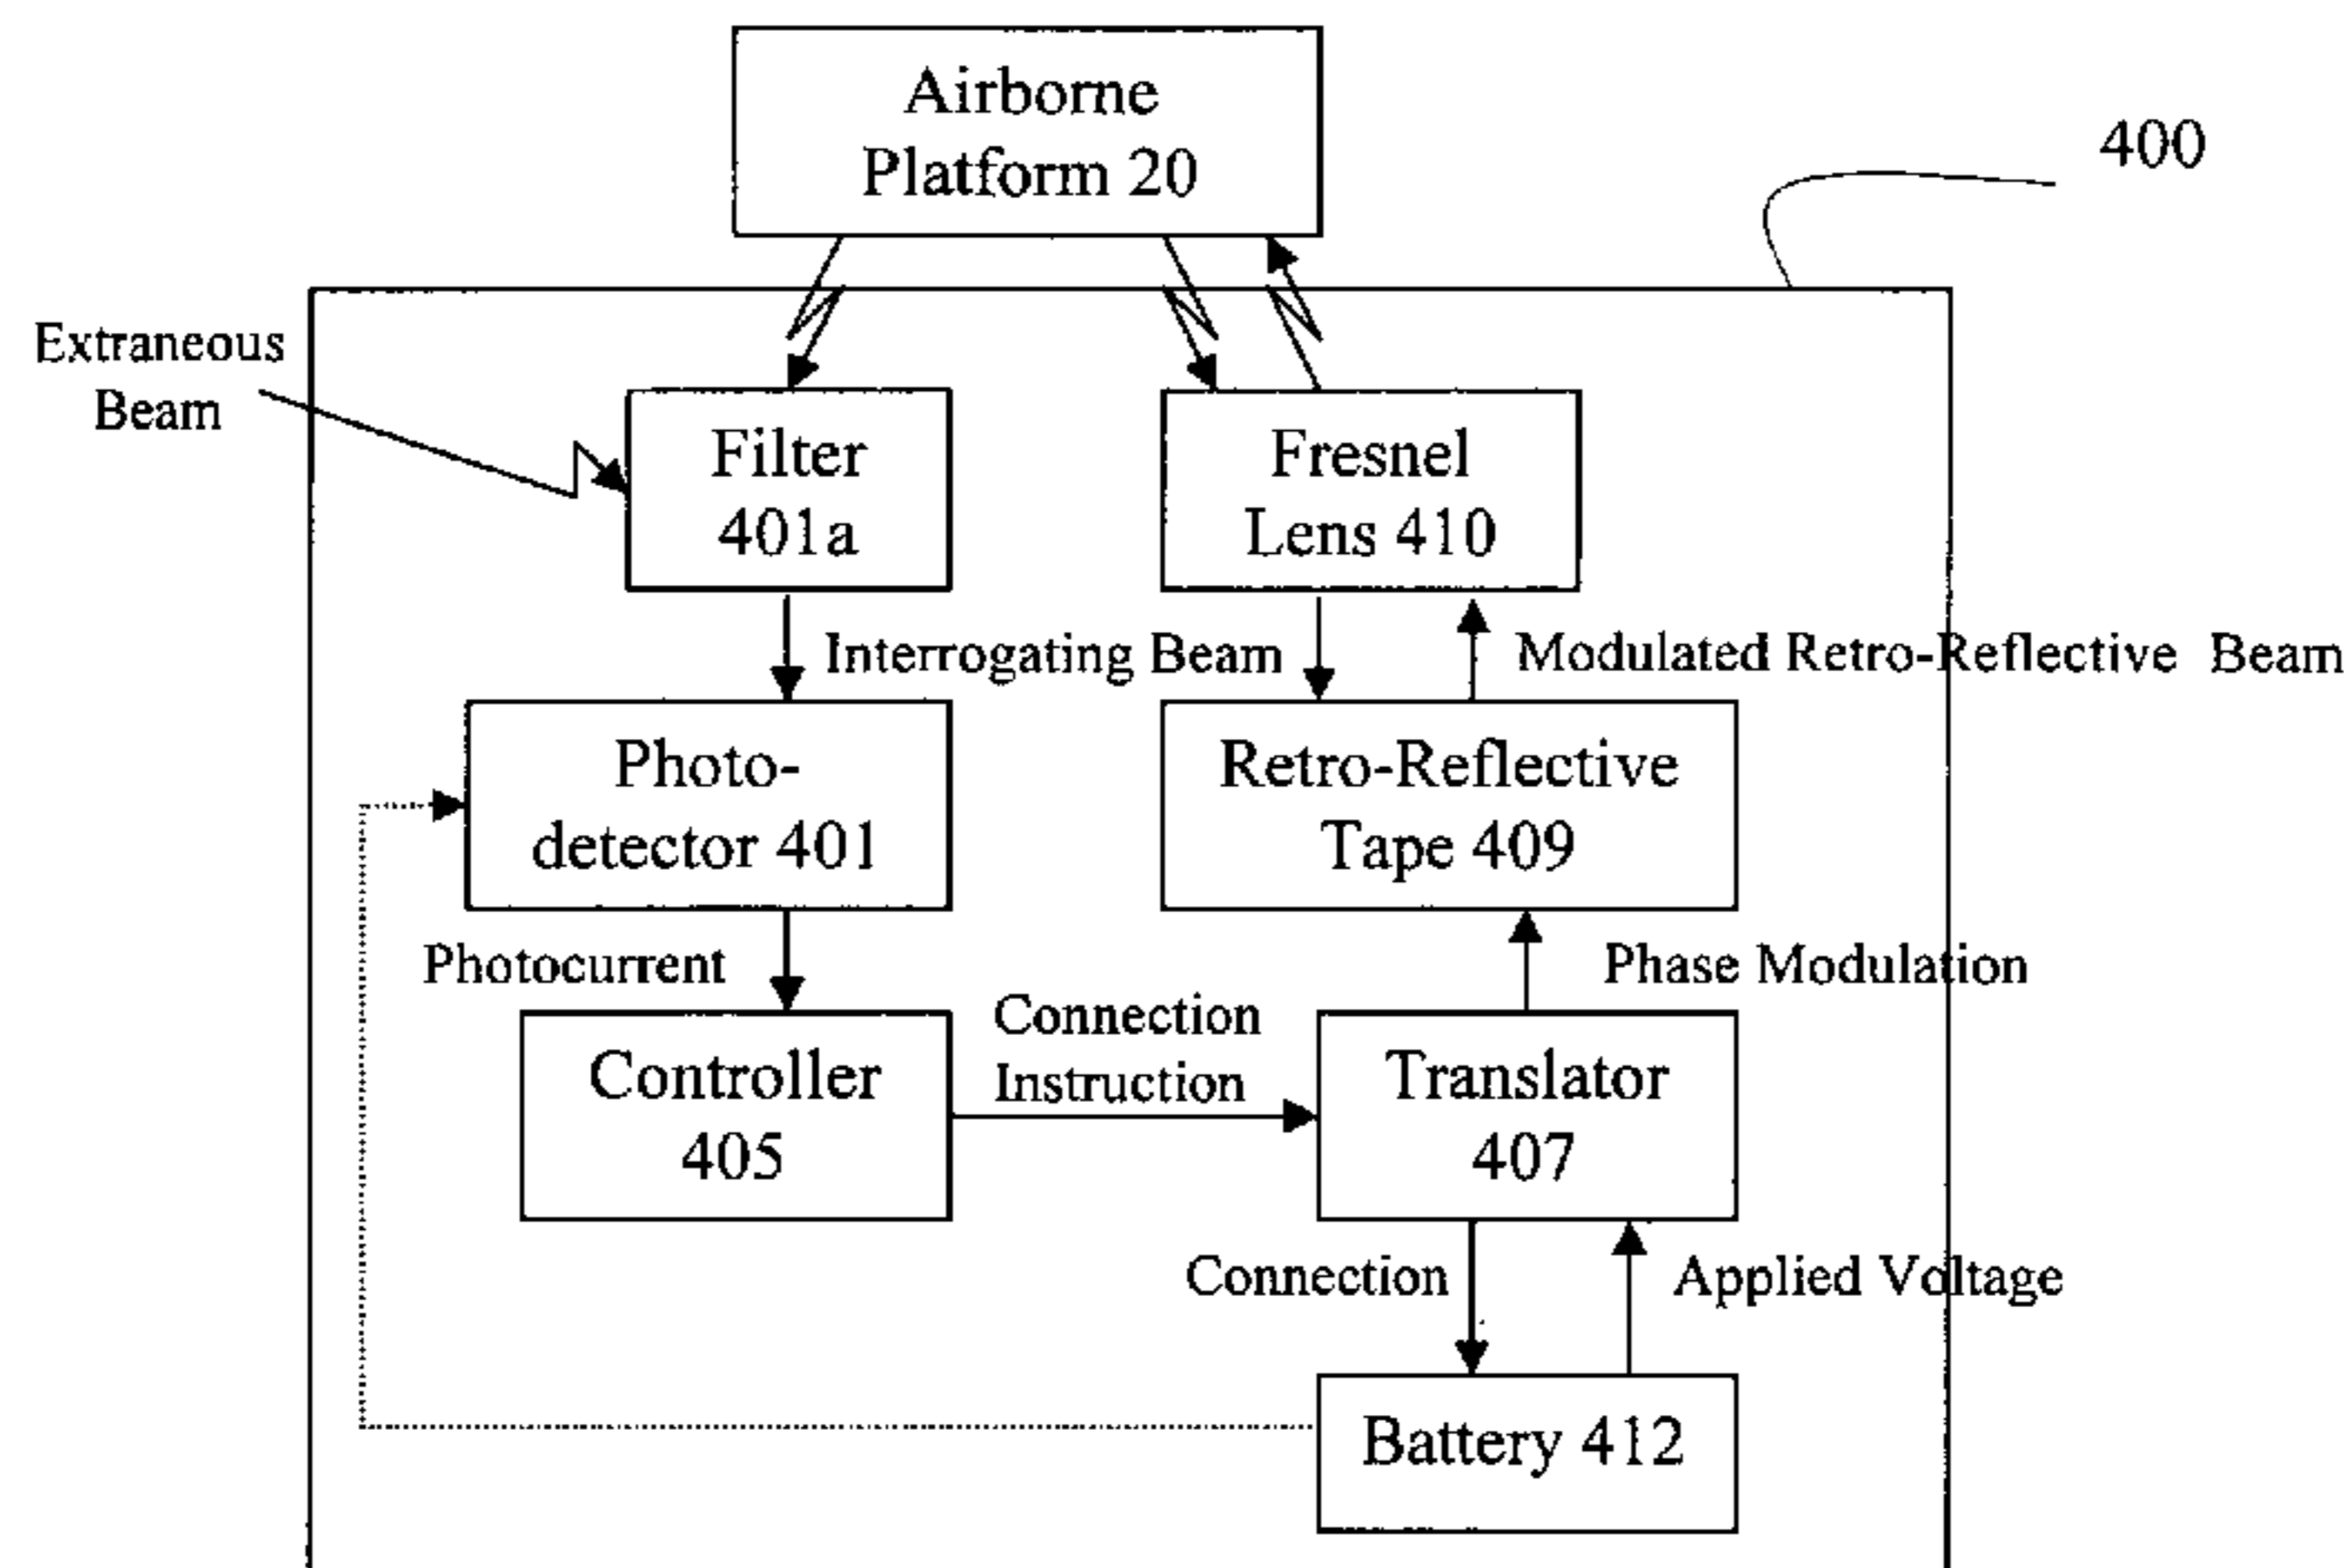 Airborne
Platform 20
400
Extraneous
Beam
Filter
401a
Fresnel
Lens 410
Interrogating Beam
Modulated Retro-Reflective Beam
Photo-
detector 401
Retro-Reflective
Tape 409
Photocurrent
Phase Modulation
Connection
Instruction
Controller
405
Translator
407
Connection
Applied Voltage
Battery 412